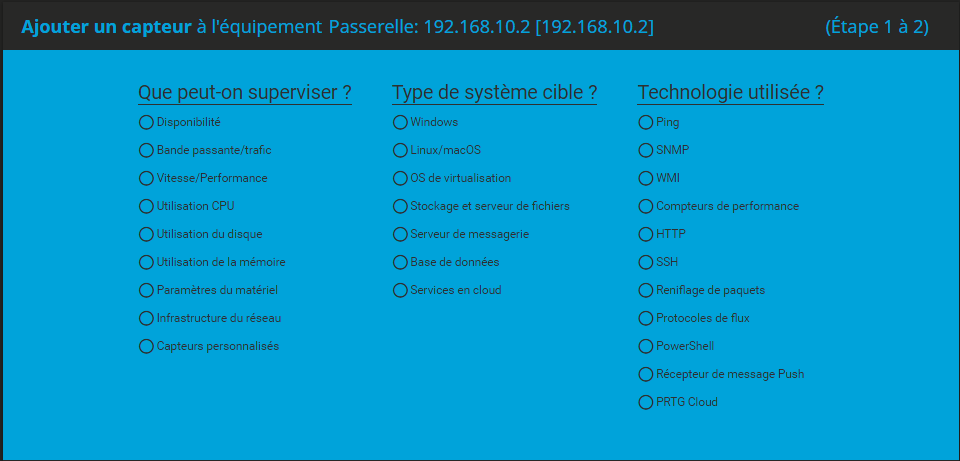 Ajouter un capteur à l'équipement Passerelle: 192.168.10.2 [192.168.10.2]
(Étape 1 à 2)
Que peut-on superviser ?
Disponibilité
Bande passante/trafic
Vitesse/Performance
Utilisation CPU
Utilisation du disque
Utilisation de la mémoire
Paramètres du matériel
Infrastructure du réseau
Capteurs personnalisés
Type de système cible ?
Windows
Linux/macOS
OS de virtualisation
Stockage et serveur de fichiers
Serveur de messagerie
Base de données
Services en cloud
Technologie utilisée ?
Ping
SNMP
WMI
Compteurs de performance
HTTP
SSH
Reniflage de paquets
Protocoles de flux
PowerShell
Récepteur de message Push
PRTG Cloud